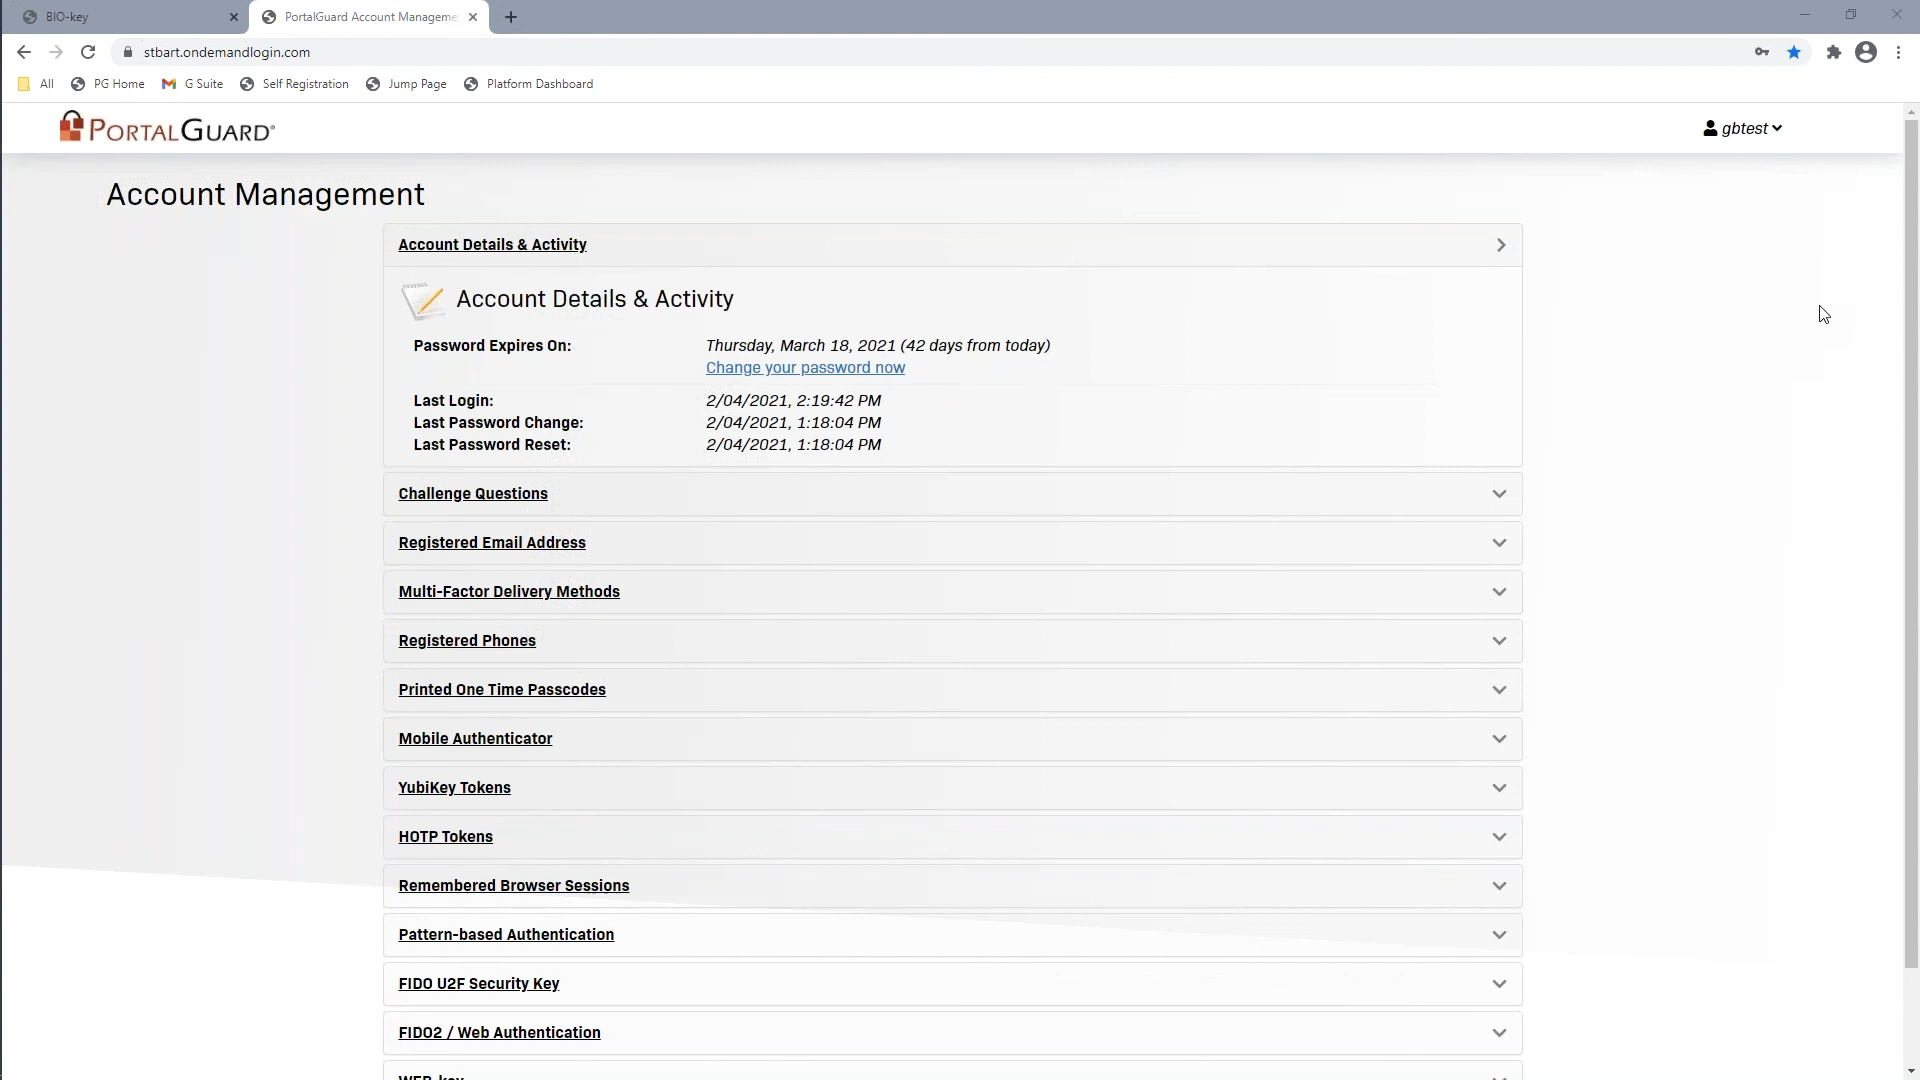 BIO-key
PortalGuard Account Manageme
stbart.ondemandlogin.com
All
PG Home
G Suite
Self Registration
Jump Page
Platform Dashboard
PORTALGUARD®
gbtest
Account Management
Account Details & Activity
Account Details & Activity
Password Expires On: Thursday, March 18, 2021 (42 days from today)
Change your password now
Last Login: 2/04/2021, 2:19:42 PM
Last Password Change: 2/04/2021, 1:18:04 PM
Last Password Reset: 2/04/2021, 1:18:04 PM
Challenge Questions
Registered Email Address
Multi-Factor Delivery Methods
Registered Phones
Printed One Time Passcodes
Mobile Authenticator
YubiKey Tokens
HOTP Tokens
Remembered Browser Sessions
Pattern-based Authentication
FIDO U2F Security Key
FIDO2 / Web Authentication
WEB-key